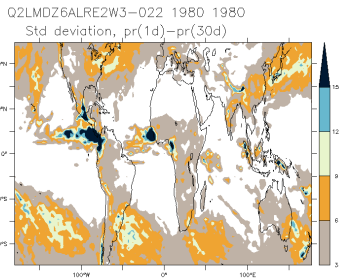 Q2LMDZ6ALRE2W3-022 1980 1980
Std deviation, pr(1d)-pr(30d)
°N
15
°N
12
9
0°
6
°S
°S
3
100°W 0° 100°E